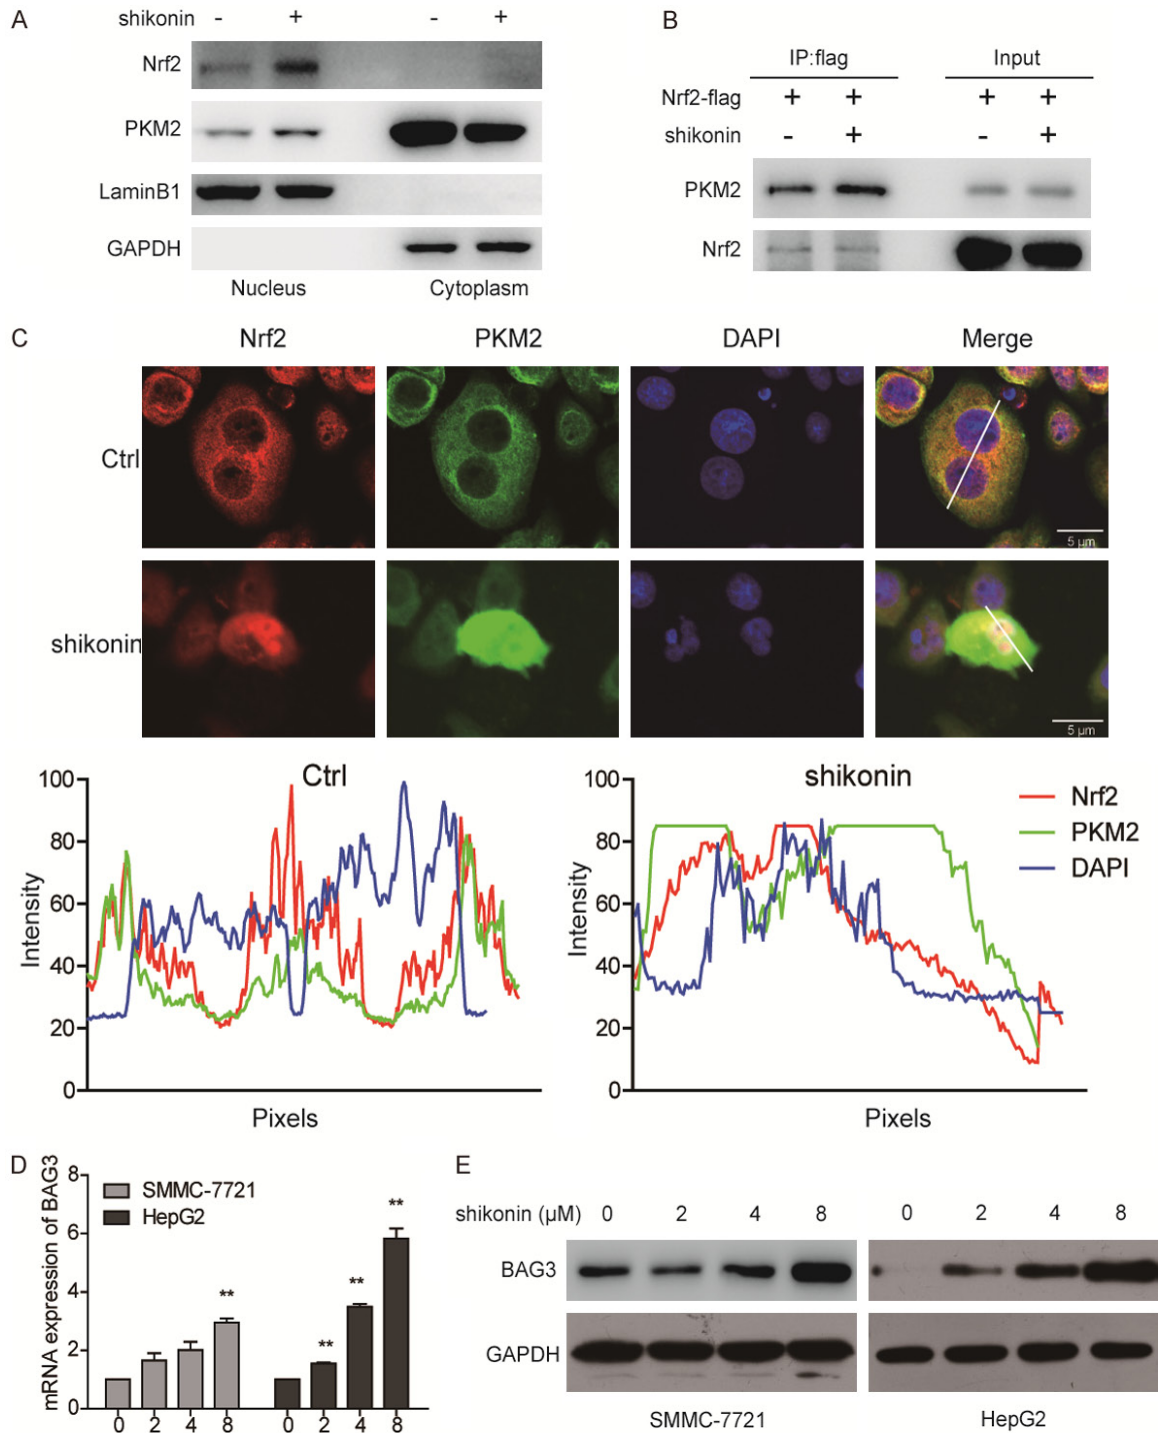 A
shikonin - + - +
Nrf2
PKM2
LaminB1
GAPDH
Nucleus Cytoplasm
B
IP:flag Input
Nrf2-flag + + + +
shikonin - + - +
PKM2
Nrf2
C
Nrf2 PKM2 DAPI Merge
Ctrl
5 μm
shikonin
5 μm
Ctrl
100
80
60
40
20
0
Intensity
Pixels
shikonin
100
80
60
40
20
0
Intensity
Pixels
Nrf2
PKM2
DAPI
D
mRNA expression of BAG3
8
6
4
2
0
SMMC-7721
HepG2
**
**
**
**
0 2 4 8 0 2 4 8
E
shikonin (μM) 0 2 4 8 0 2 4 8
BAG3
GAPDH
SMMC-7721 HepG2